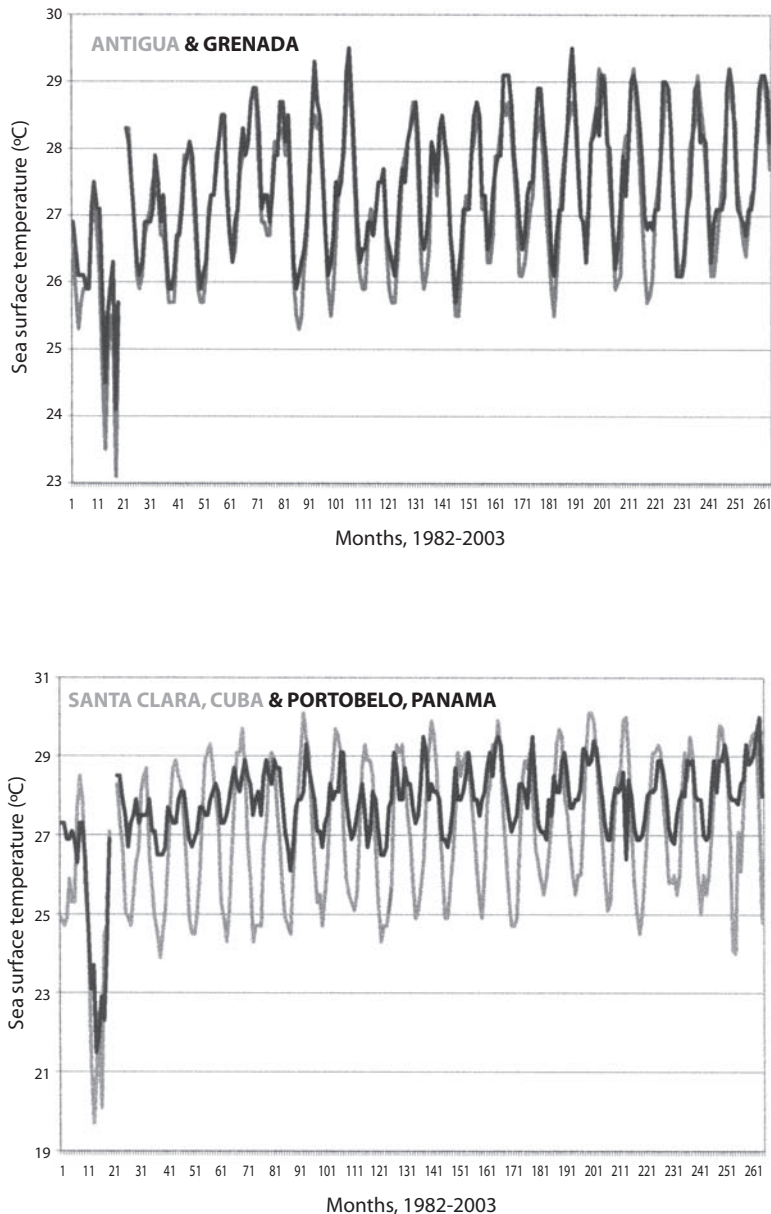 ANTIGUA & GRENADA
Sea surface temperature (ºC)
30
29
28
27
26
25
24
23
1 11 21 31 41 51 61 71 81 91 101 111 121 131 141 151 161 171 181 191 201 211 221 231 241 251 261
Months, 1982-2003
SANTA CLARA, CUBA & PORTOBELO, PANAMA
Sea surface temperature (ºC)
31
29
27
25
23
21
19
1 11 21 31 41 51 61 71 81 91 101 111 121 131 141 151 161 171 181 191 201 211 221 231 241 251 261
Months, 1982-2003